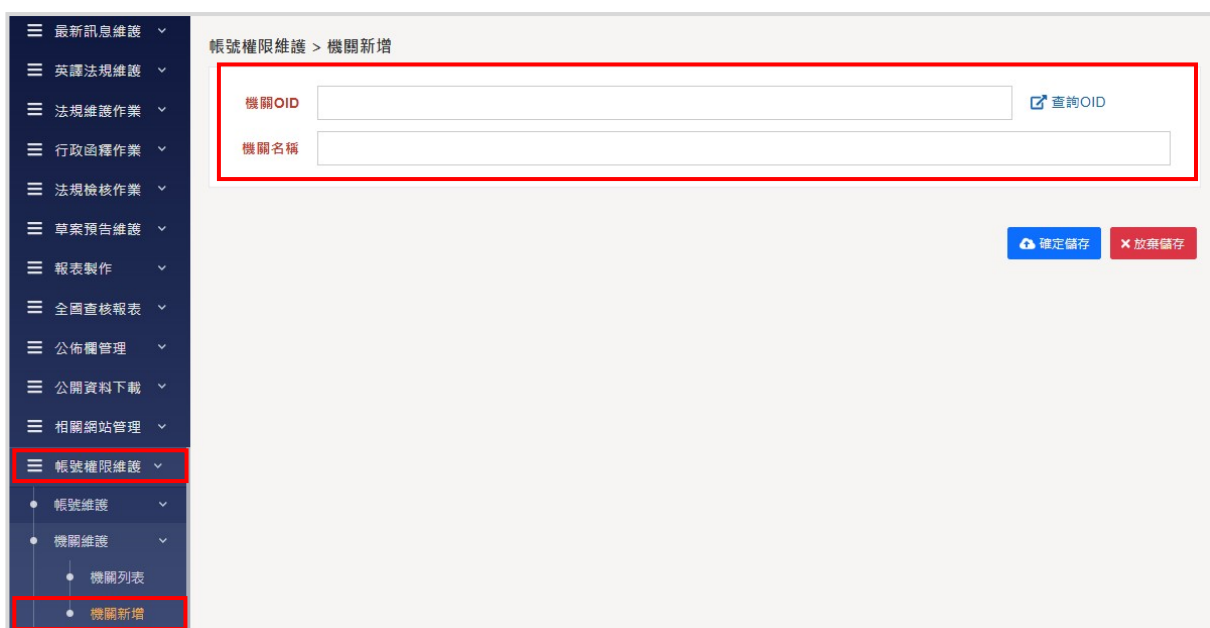 最新訊息維護
英譯法規維護
法規維護作業
行政函釋作業
法規檢核作業
草案預告維護
報表製作
全國查核報表
公佈欄管理
公開資料下載
相關網站管理
帳號權限維護
帳號維護
機關維護
機關列表
機關新增
帳號權限維護 > 機關新增
機關OID
查詢OID
機關名稱
確定儲存
放棄儲存